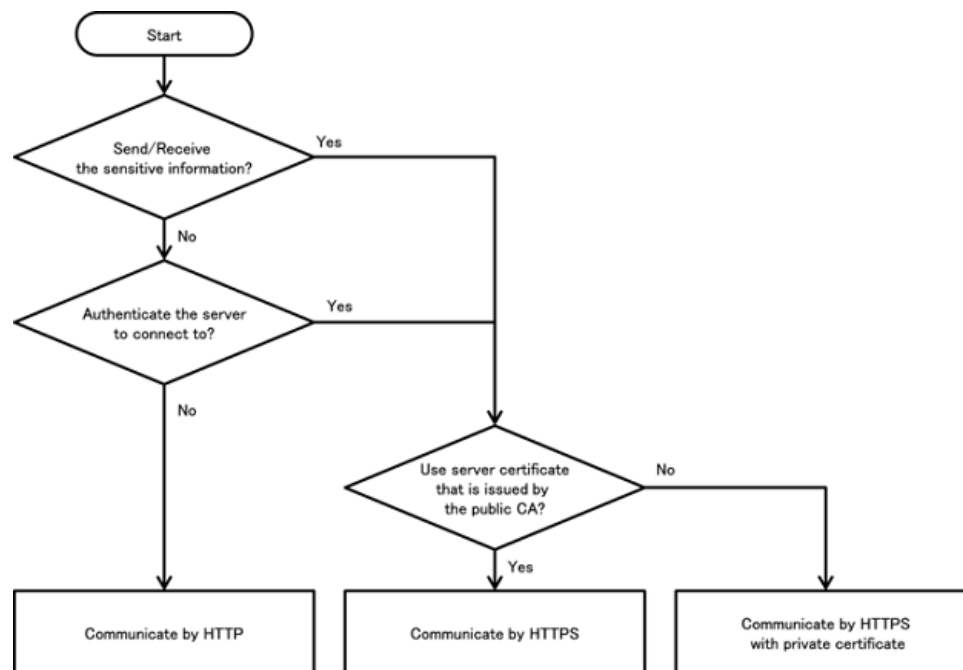 Start
Send/Receive
the sensitive information?
Yes
No
Authenticate the server
to connect to?
Yes
No
Use server certificate
that is issued by
the public CA?
No
Yes
Communicate by HTTP
Communicate by HTTPS
Communicate by HTTPS
with private certificate